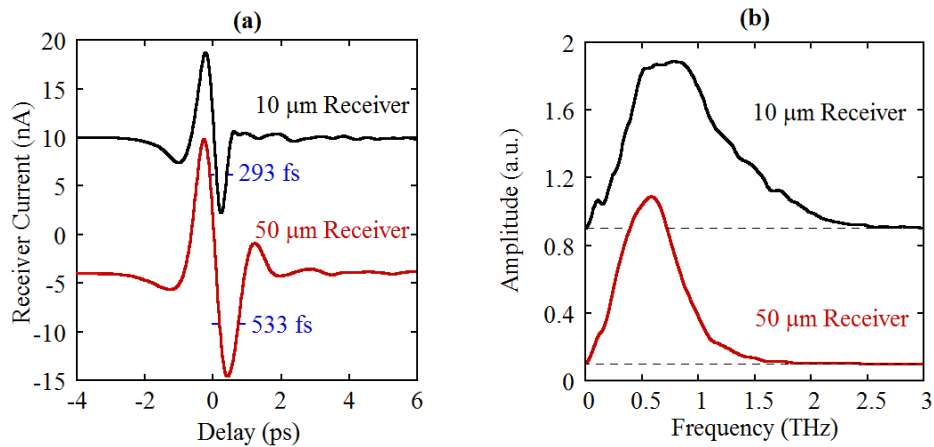 (a)
20
15
10
5
0
-5
-10
-15
-4
-2
0
2
4
6
Receiver Current (nA)
Delay (ps)
10 µm Receiver
293 fs
50 µm Receiver
533 fs
(b)
2
1.6
1.2
0.8
0.4
0
0
0.5
1
1.5
2
2.5
3
Amplitude (a.u.)
Frequency (THz)
10 µm Receiver
50 µm Receiver